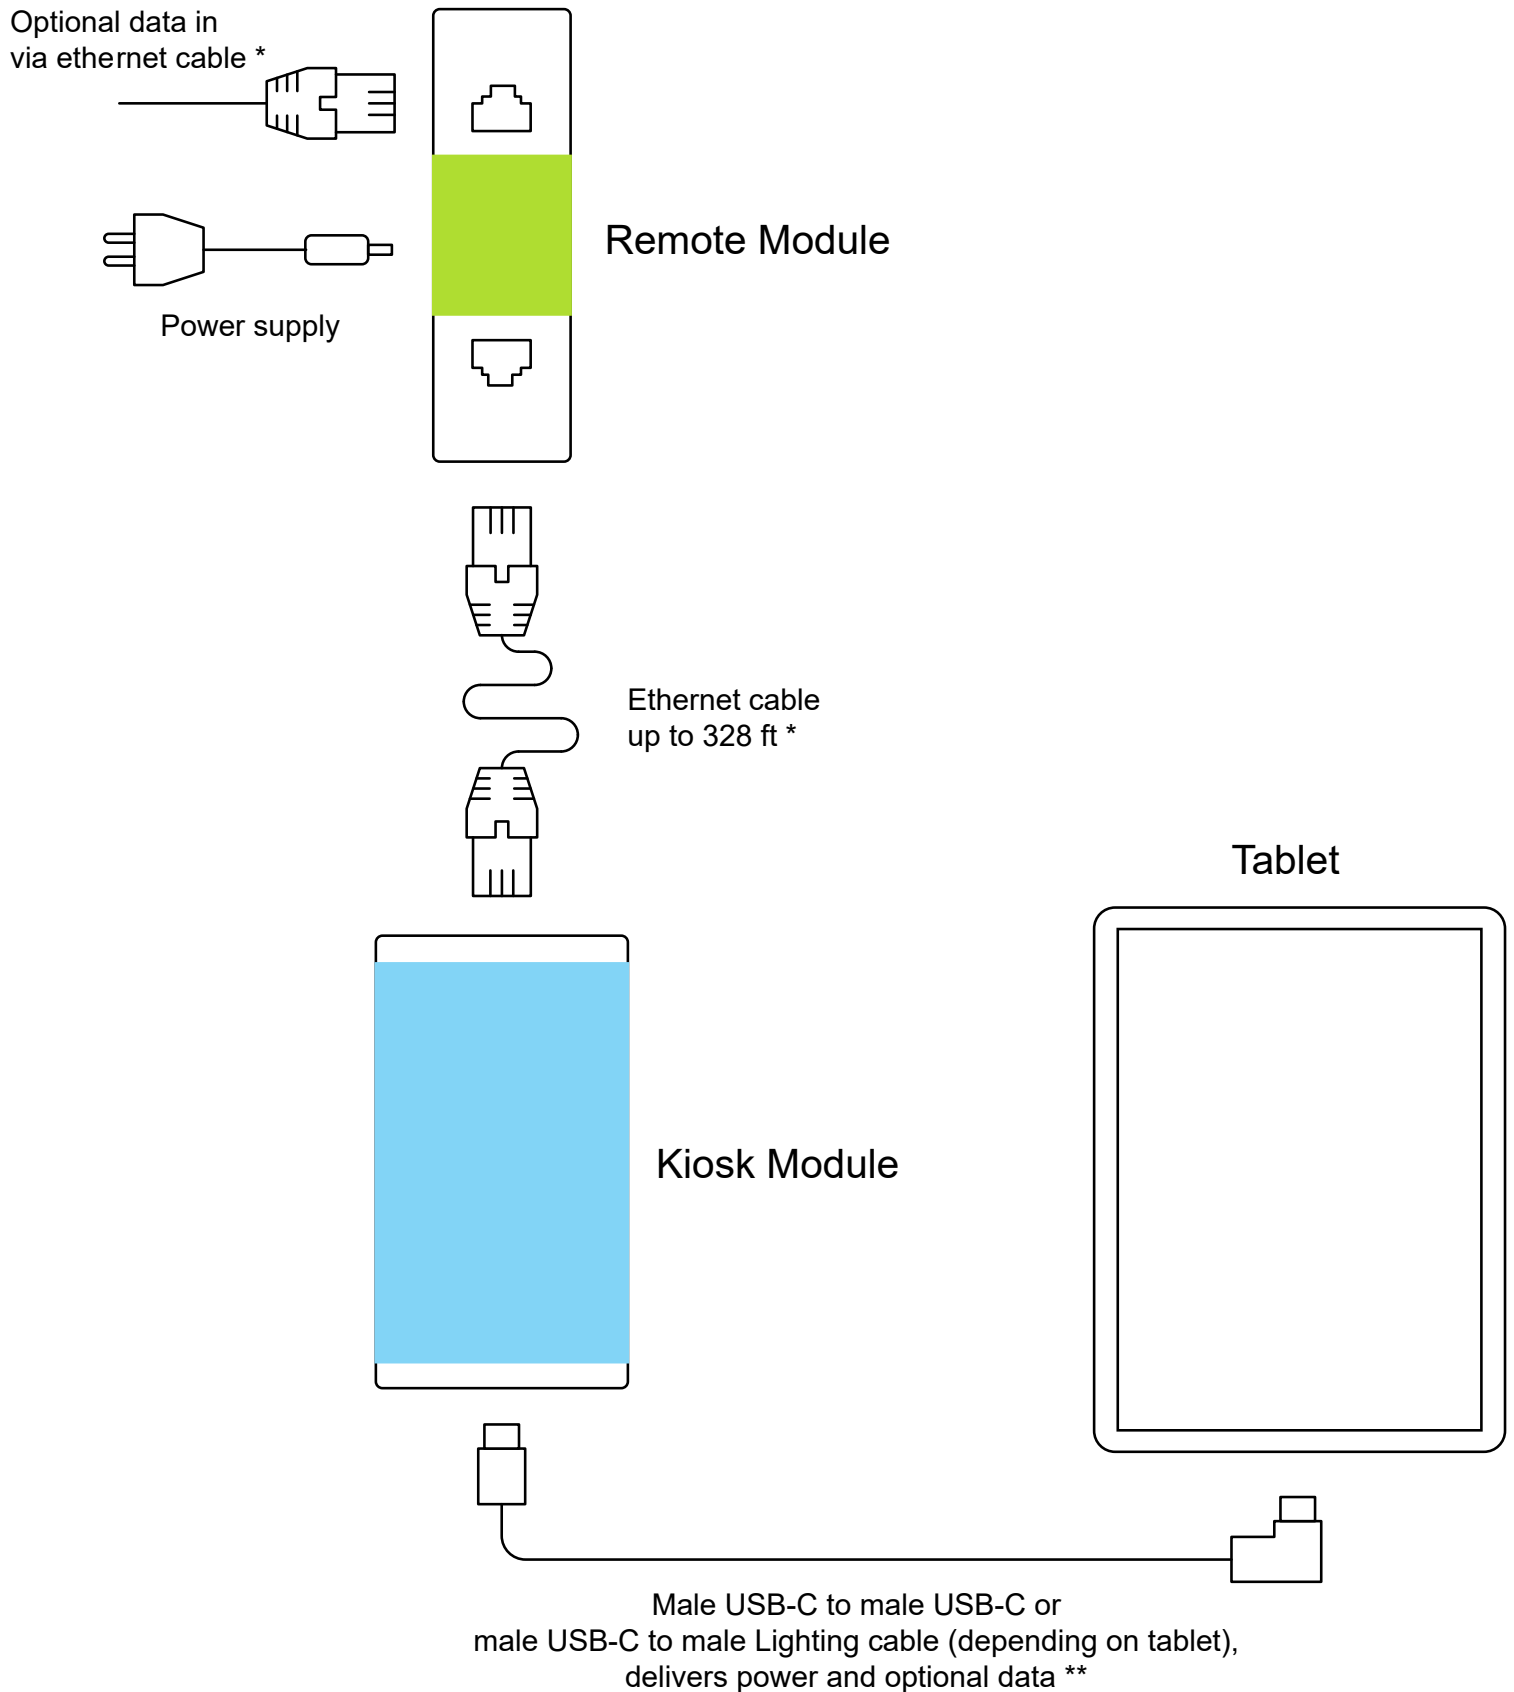 Optional data in
via ethernet cable *
Remote Module
Power supply
Ethernet cable
up to 328 ft *
Tablet
Kiosk Module
Male USB-C to male USB-C or
male USB-C to male Lighting cable (depending on tablet),
delivers power and optional data **